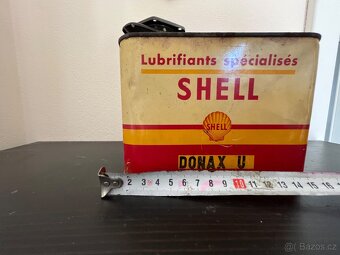 Lubrifiants spécialisés
SHELL
SHELL
DONAX U
2 3 4 5 6 7 8 9 10 11 12 13 14 15 16
Bazos.cz